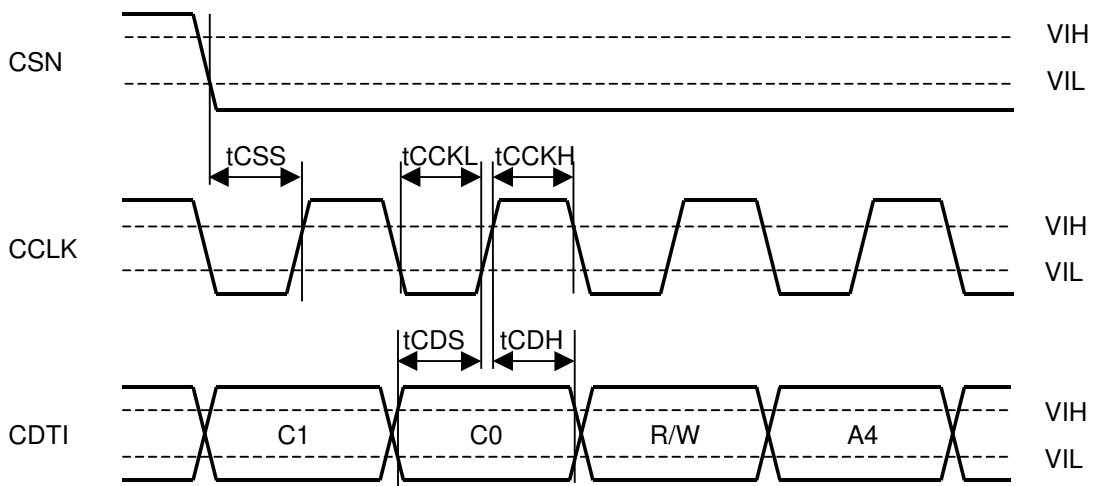 CSN
VIH
VIL
tCSS
tCCKL
tCCKH
CCLK
VIH
VIL
tCDS
tCDH
CDTI
C1
C0
R/W
A4
VIH
VIL